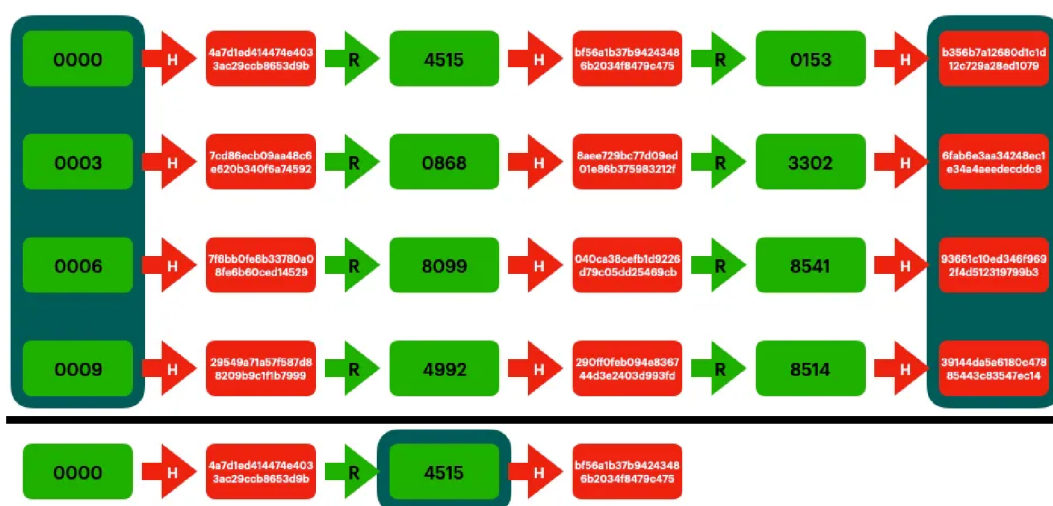 0000
H
4a7d1ed414474e403
3ac29ccb8653d9b
R
4515
H
bf56a1b37b9424348
6b2034f8479c475
R
0153
H
b356b7a12680d1c1d
12c729a28ed1079
0003
H
7cd86ecb09aa48c6
e620b340f6a74592
R
0868
H
8aee729bc77d09ed
01e86b375983212f
R
3302
H
6fab6e3aa34248ec1
e34a4aeedecddc8
0006
H
7f8bb0fe8b33780a0
8fe6b60ced14529
R
8099
H
040ca38cefb1d9226
d79c05dd25469cb
R
8541
H
93661c10ed346f969
2f4d512319799b3
0009
H
29549a71a57f587d8
8209b9c1f1b7999
R
4992
H
290ff0feb094e8367
44d3e2403d993fd
R
8514
H
39144da5a6180c478
85443c83547ec14
0000
H
4a7d1ed414474e403
3ac29ccb8653d9b
R
4515
H
bf56a1b37b9424348
6b2034f8479c475